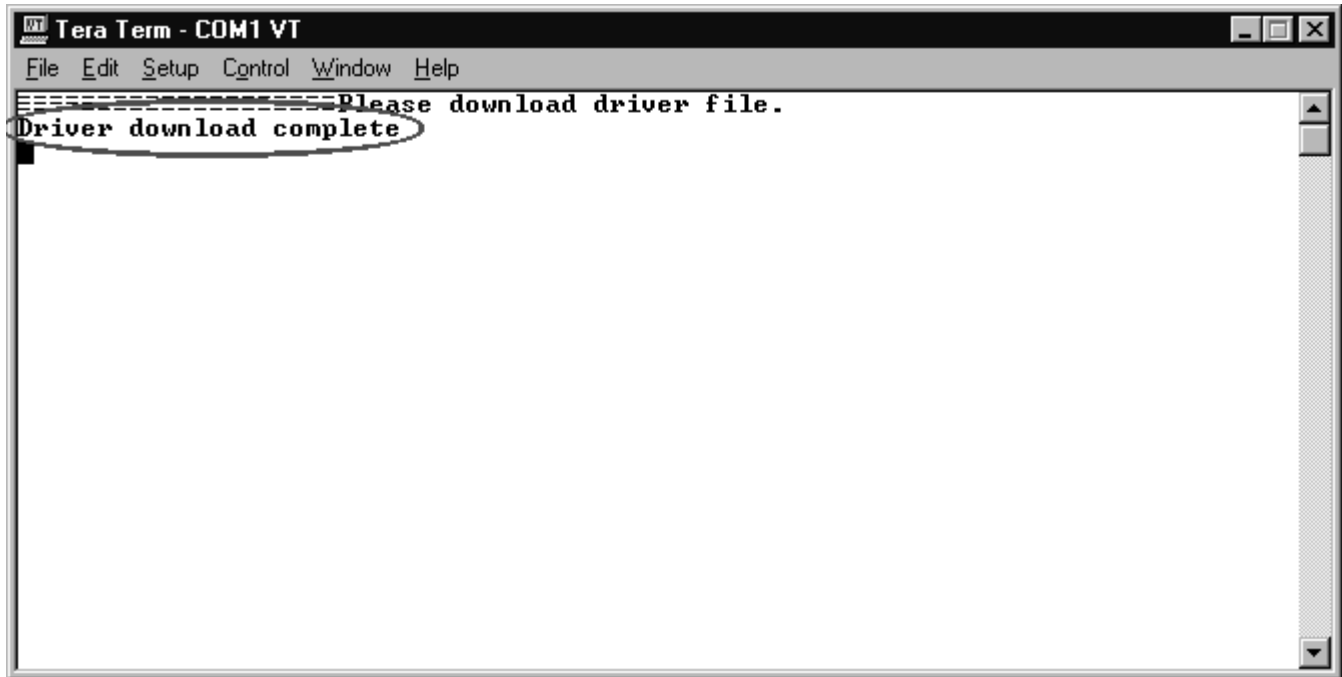 Tera Term - COM1 VT
File Edit Setup Control Window Help
===================Please download driver file.
Driver download complete